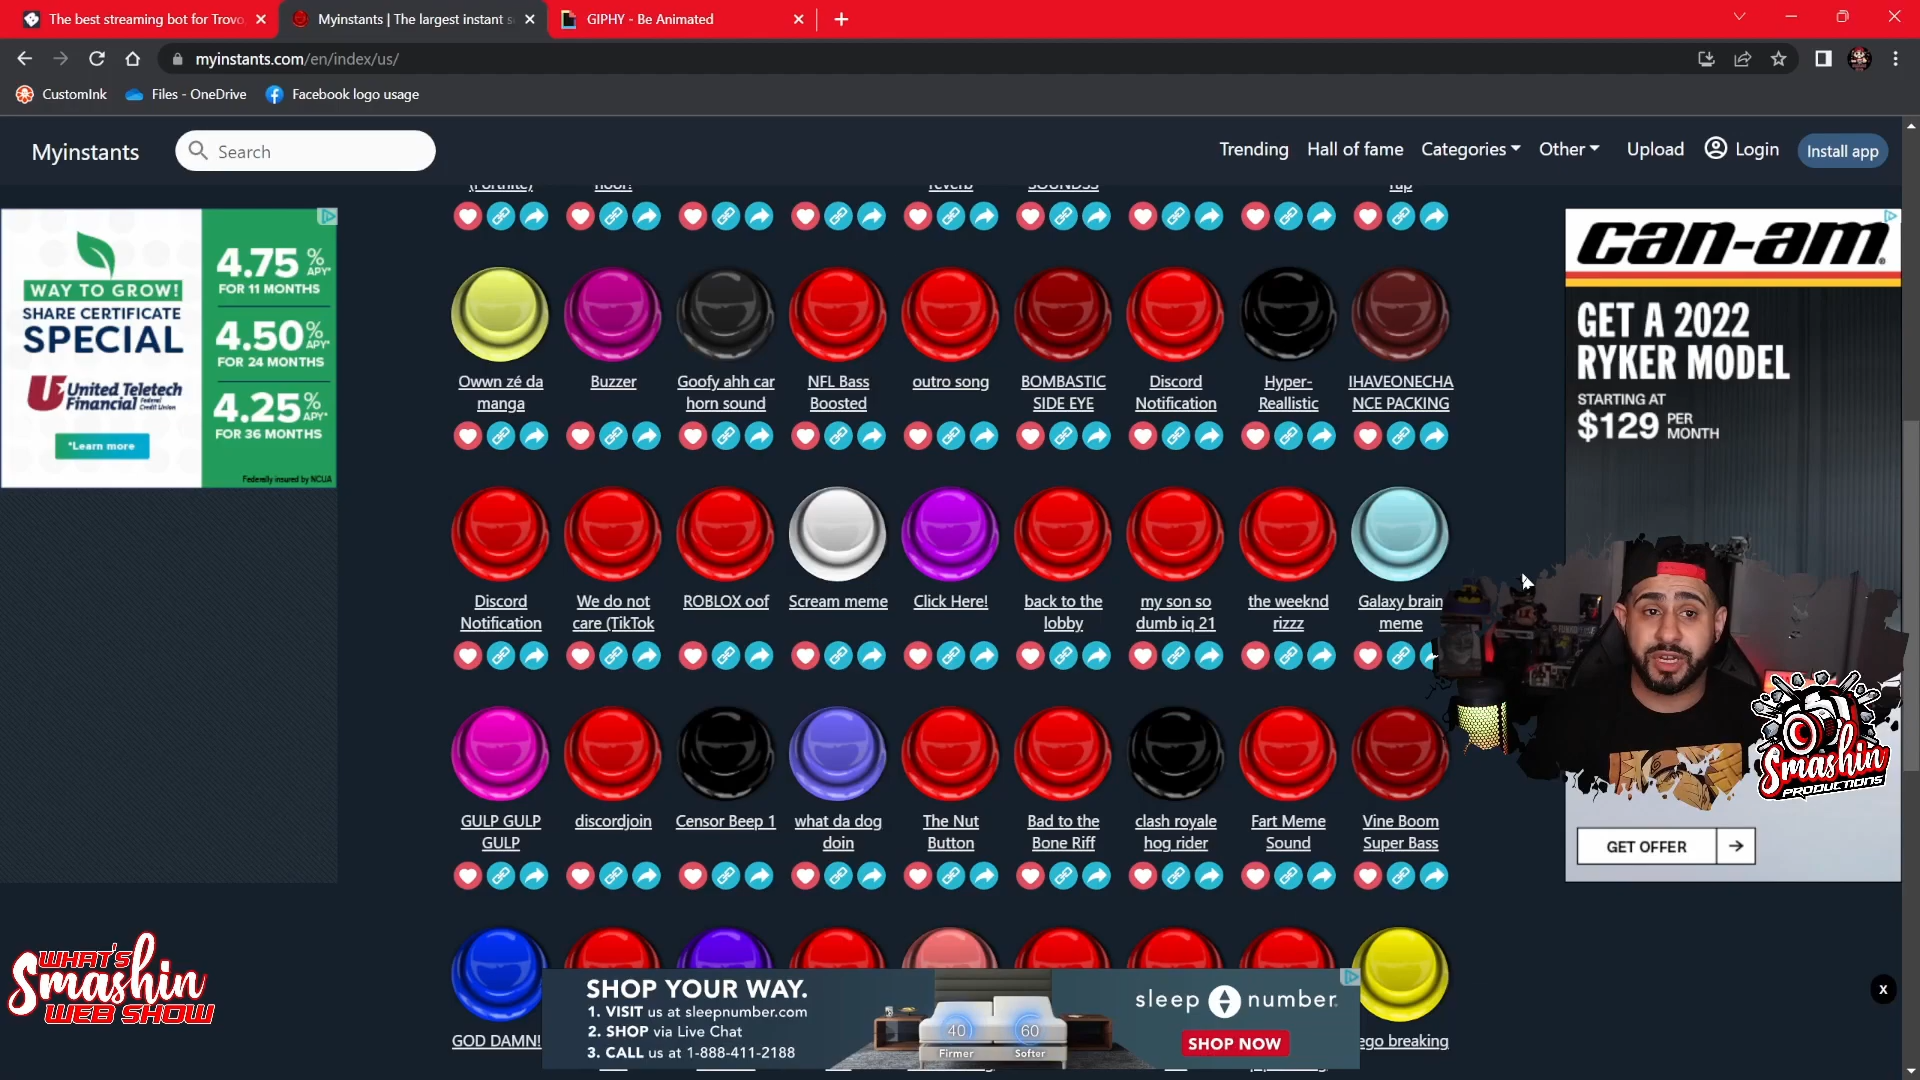 The best streaming bot for Trovo,
Myinstants | The largest instant s
GIPHY - Be Animated
myinstants.com/en/index/us/
CustomInk
Files - OneDrive
Facebook logo usage
Myinstants
Search
Trending
Hall of fame
Categories
Other
Upload
Login
Install app
(Fortnite)
reverb
SOUNDSS
rap
WAY TO GROW!
SHARE CERTIFICATE
SPECIAL
United Teletech
Financial Federal Credit Union
*Learn more
4.75 % APY*
FOR 11 MONTHS
4.50 % APY*
FOR 24 MONTHS
4.25 % APY*
FOR 36 MONTHS
Federally insured by NCUA
can-am
GET A 2022
RYKER MODEL
STARTING AT
$129 PER MONTH
GET OFFER
Owwn zé da manga
Buzzer
Goofy ahh car horn sound
NFL Bass Boosted
outro song
BOMBASTIC SIDE EYE
Discord Notification
Hyper-Reallistic
IHAVEONECHANCE PACKING
Discord Notification
We do not care (TikTok
ROBLOX oof
Scream meme
Click Here!
back to the lobby
my son so dumb iq 21
the weeknd rizzz
Galaxy brain meme
GULP GULP GULP
discordjoin
Censor Beep 1
what da dog doin
The Nut Button
Bad to the Bone Riff
clash royale hog rider
Fart Meme Sound
Vine Boom Super Bass
Smashin
PRODUCTIONS
WHAT'S
Smashin
WEB SHOW
GOD DAMN!
ego breaking
SHOP YOUR WAY.
1. VISIT us at sleepnumber.com
2. SHOP via Live Chat
3. CALL us at 1-888-411-2188
40
Firmer
60
Softer
sleep number
SHOP NOW
x